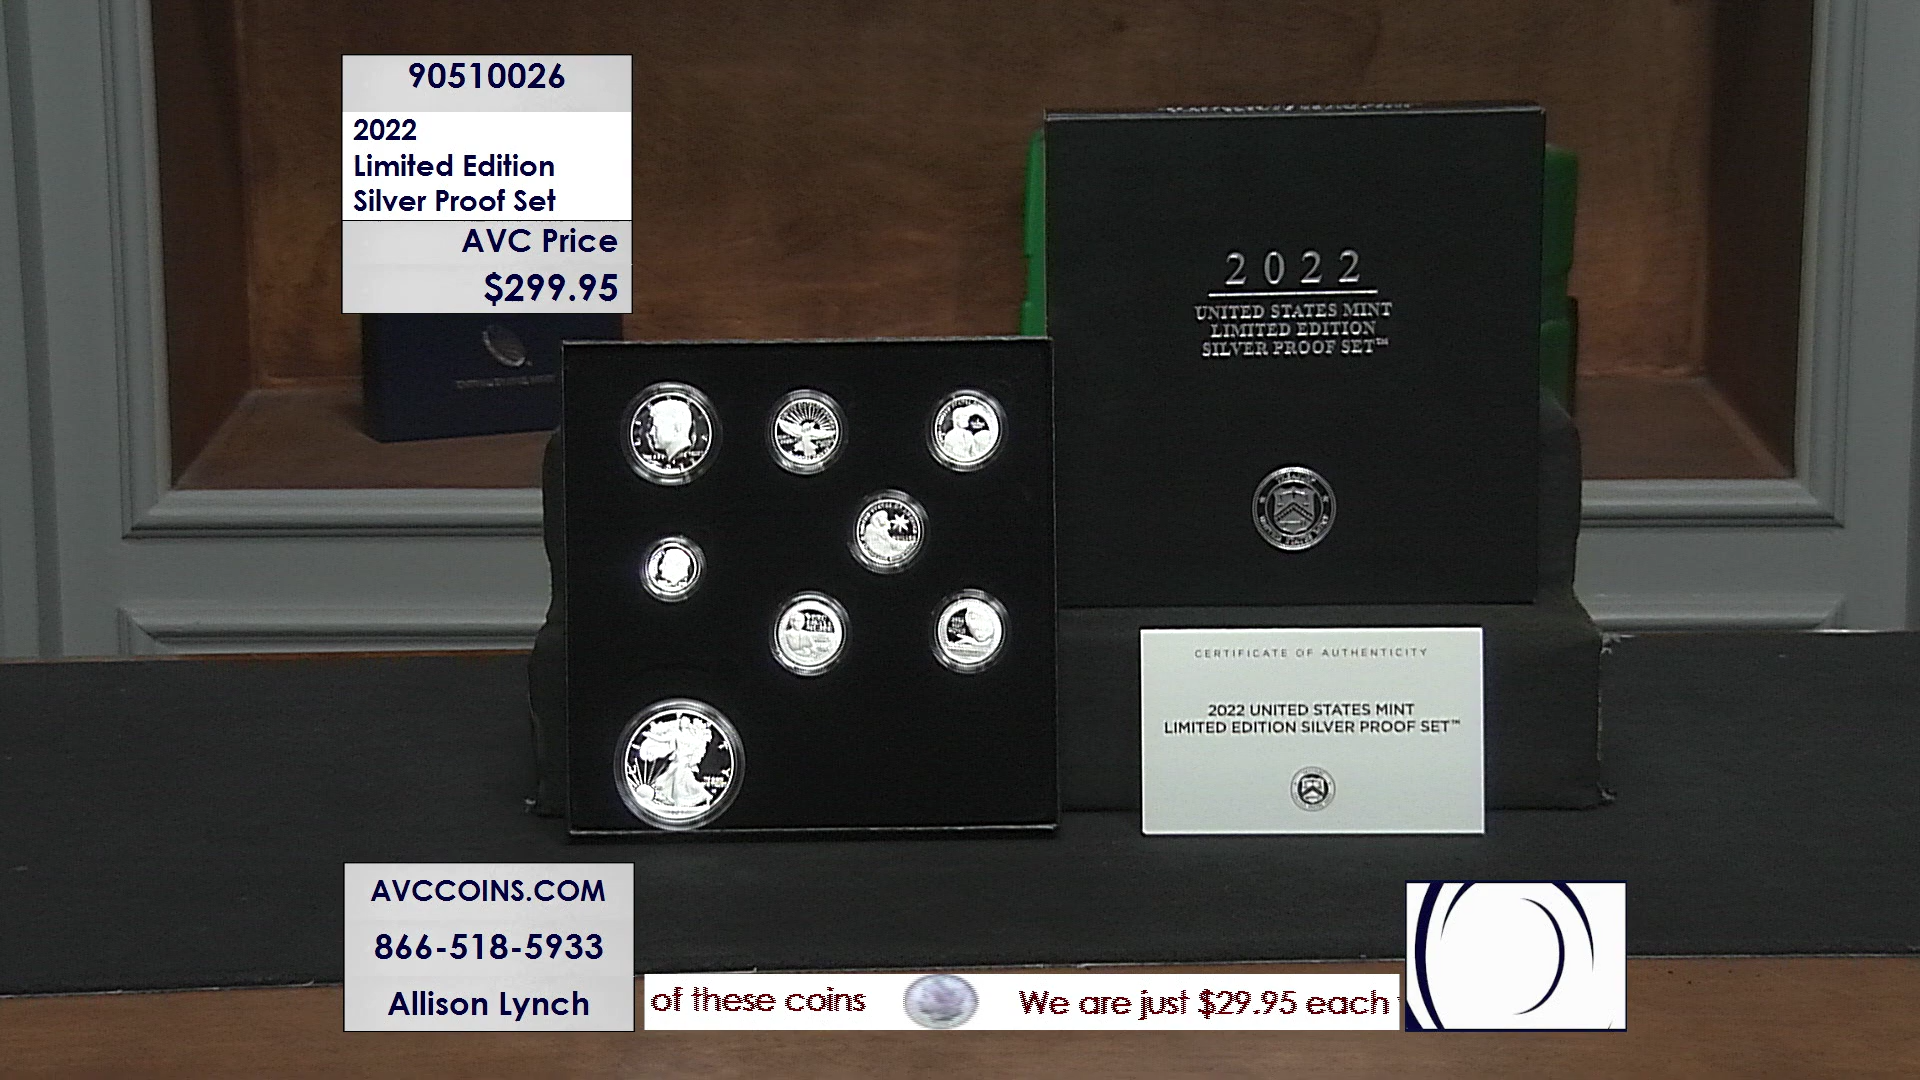 90510026
2022
Limited Edition
Silver Proof Set
AVC Price
$299.95
2022
UNITED STATES MINT
LIMITED EDITION
SILVER PROOF SET™
CERTIFICATE OF AUTHENTICITY
2022 UNITED STATES MINT
LIMITED EDITION SILVER PROOF SET™
AVCCOINS.COM
866-518-5933
Allison Lynch
of these coins We are just $29.95 each